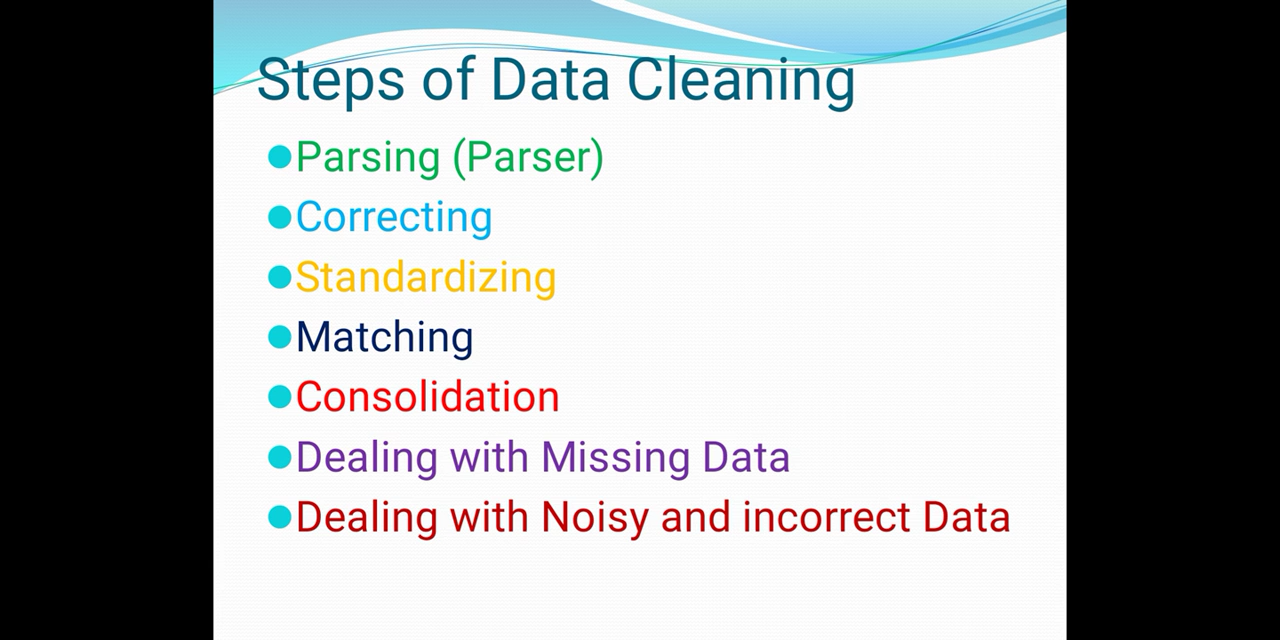 Steps of Data Cleaning
Parsing (Parser)
Correcting
Standardizing
Matching
Consolidation
Dealing with Missing Data
Dealing with Noisy and incorrect Data